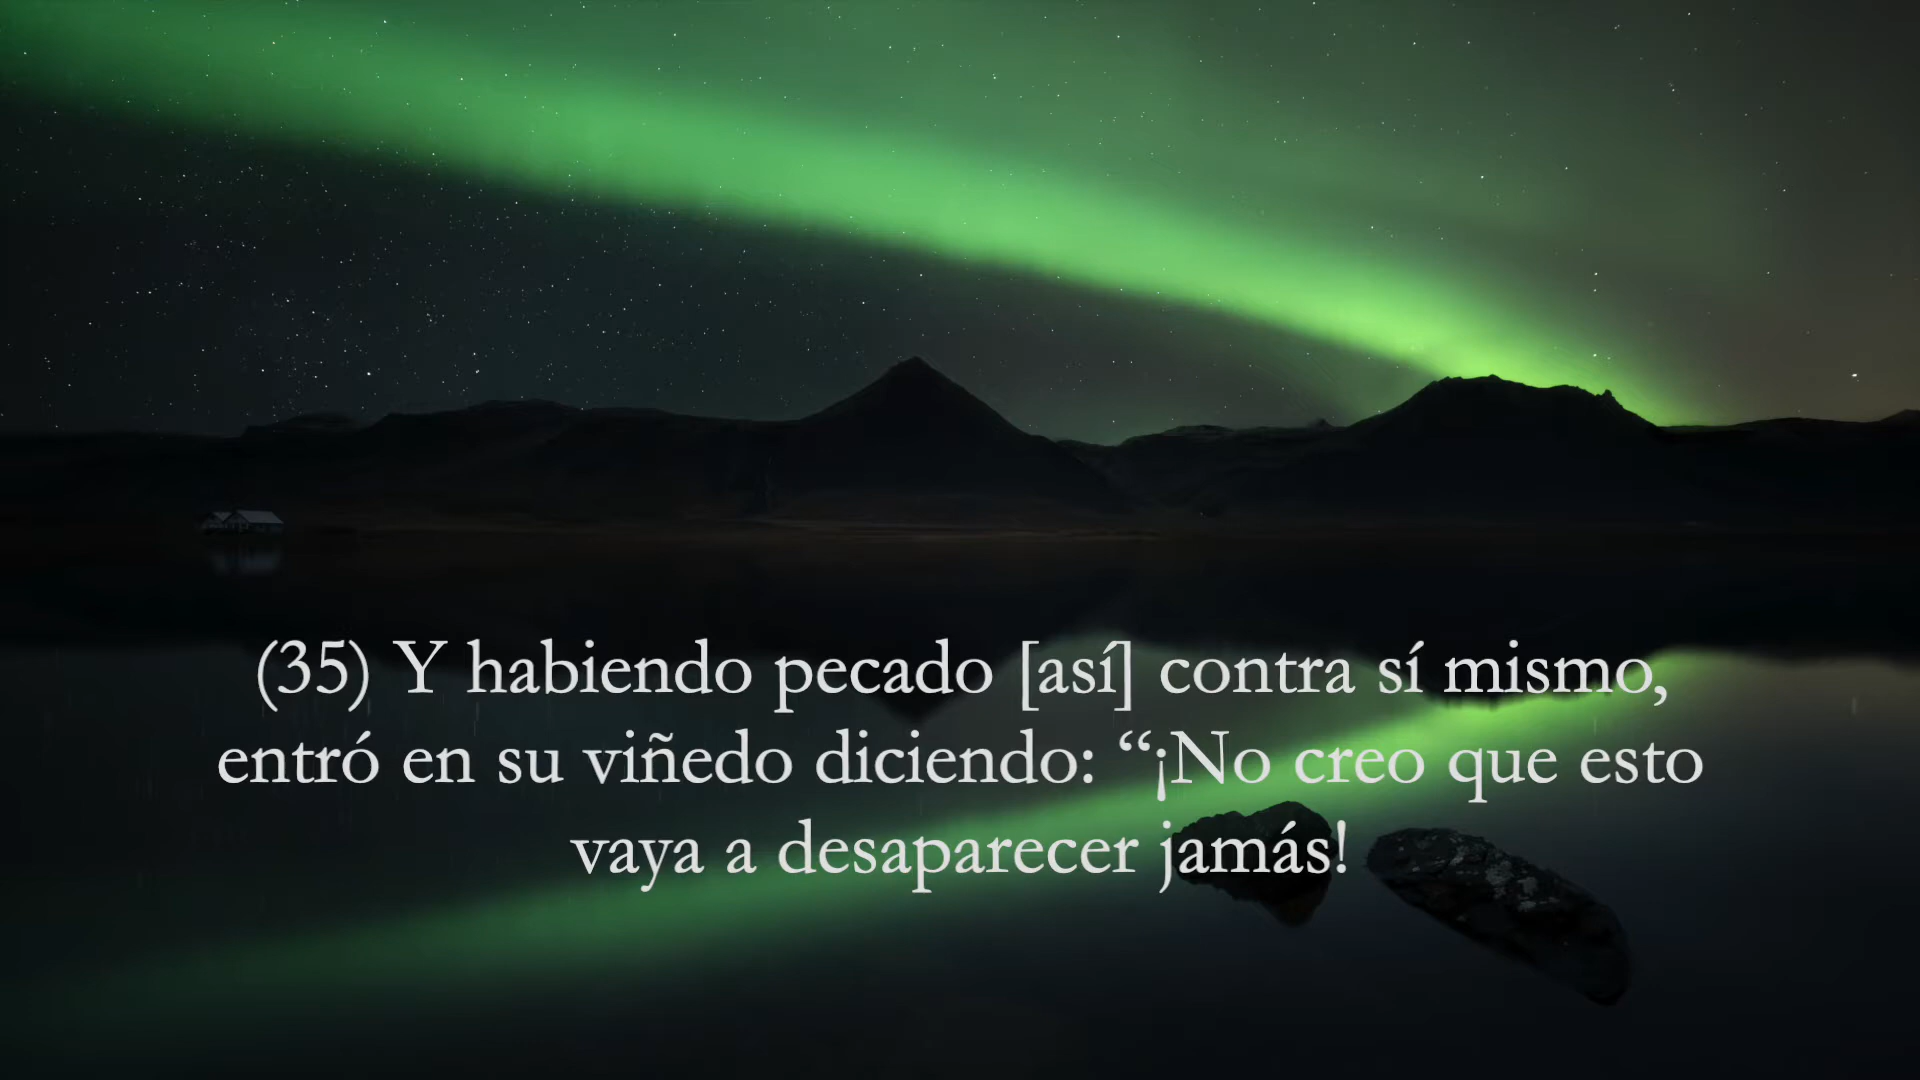 (35) Y habiendo pecado [así] contra sí mismo,
entró en su viñedo diciendo: “¡No creo que esto
vaya a desaparecer jamás!